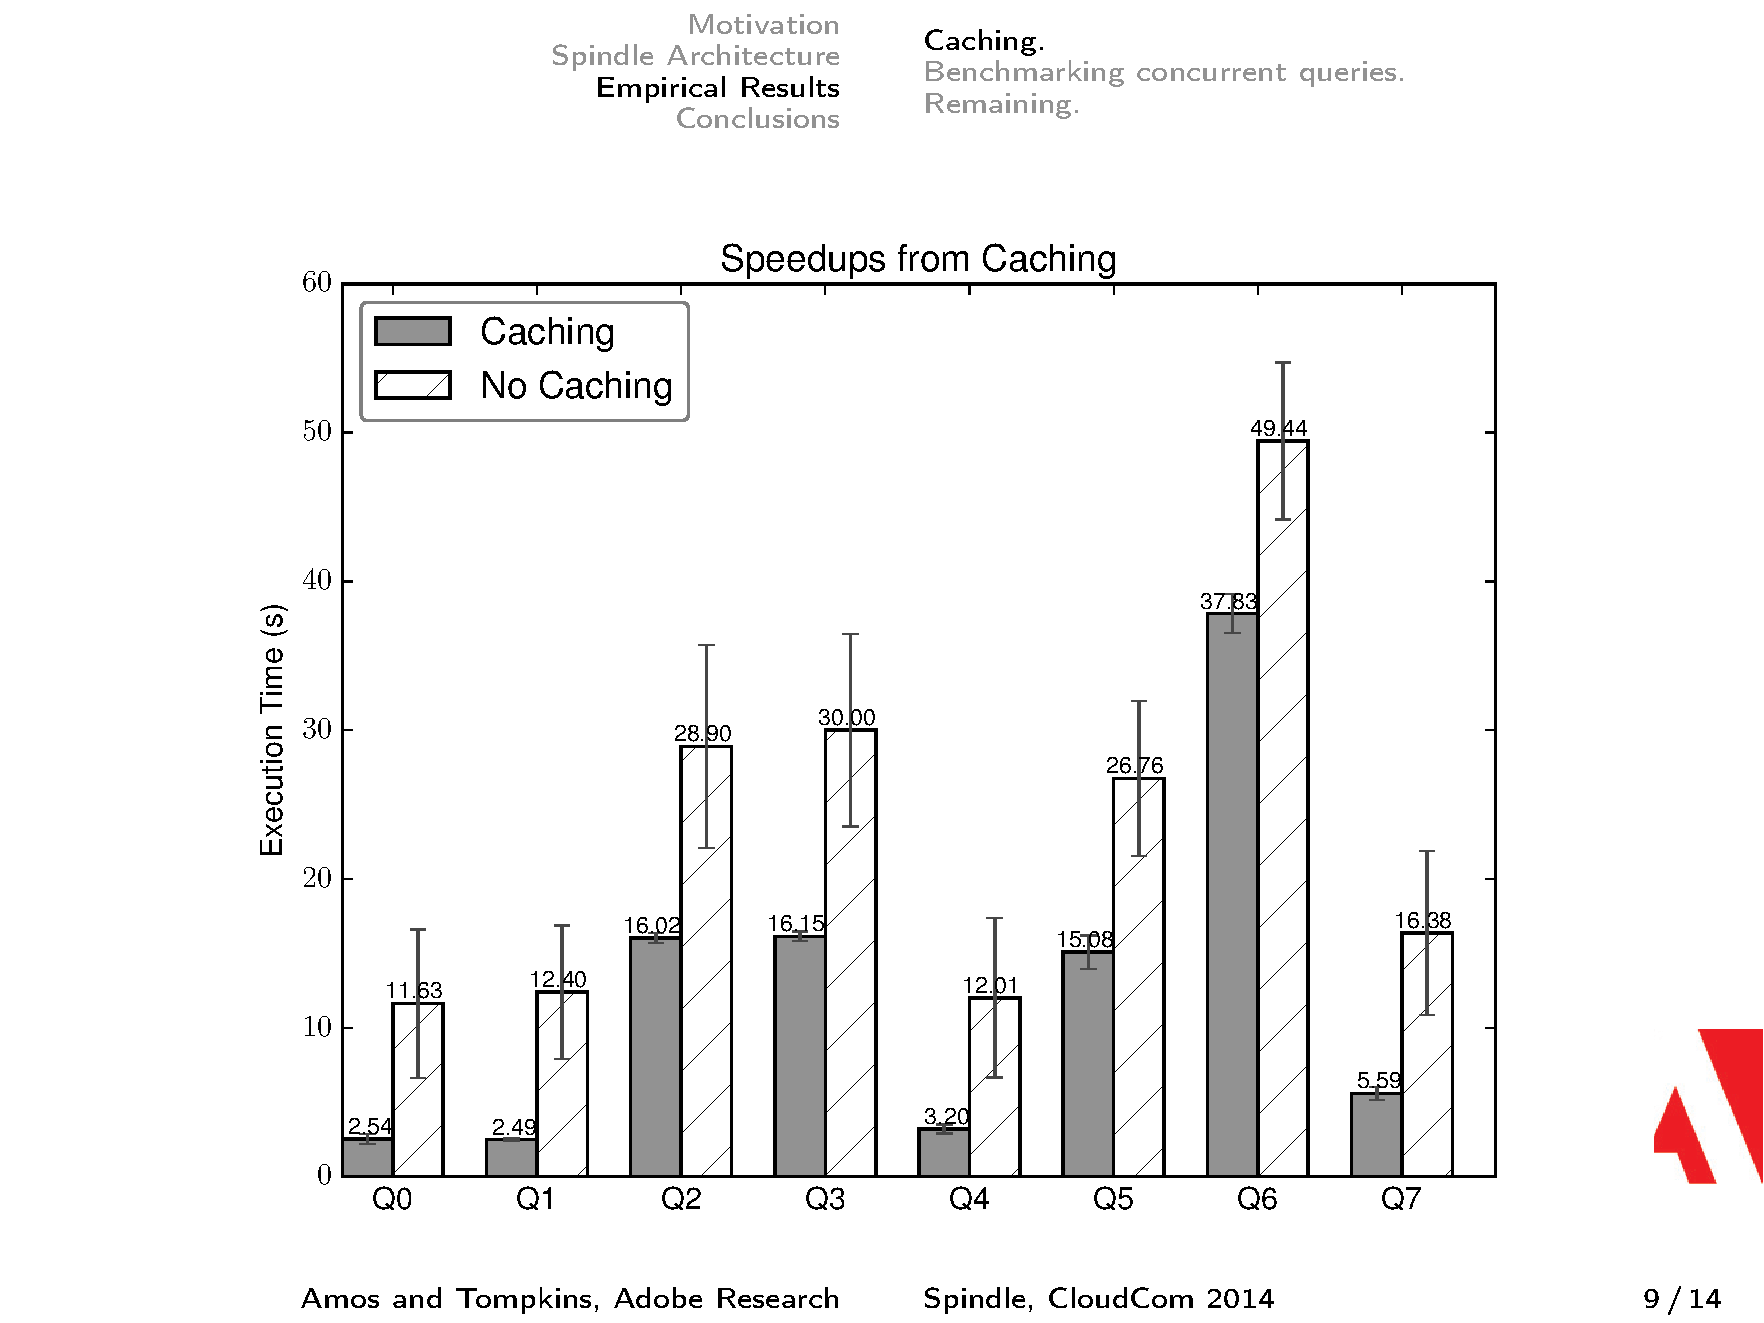 Motivation
Spindle Architecture
Empirical Results
Conclusions
Caching.
Benchmarking concurrent queries.
Remaining.
Speedups from Caching
Caching
No Caching
Execution Time (s)
60
50
40
30
20
10
0
2.54
11.63
2.49
12.40
16.02
28.90
16.15
30.00
3.20
12.01
15.08
26.76
37.83
49.44
5.59
16.38
Q0 Q1 Q2 Q3 Q4 Q5 Q6 Q7
Amos and Tompkins, Adobe Research Spindle, CloudCom 2014 9 / 14